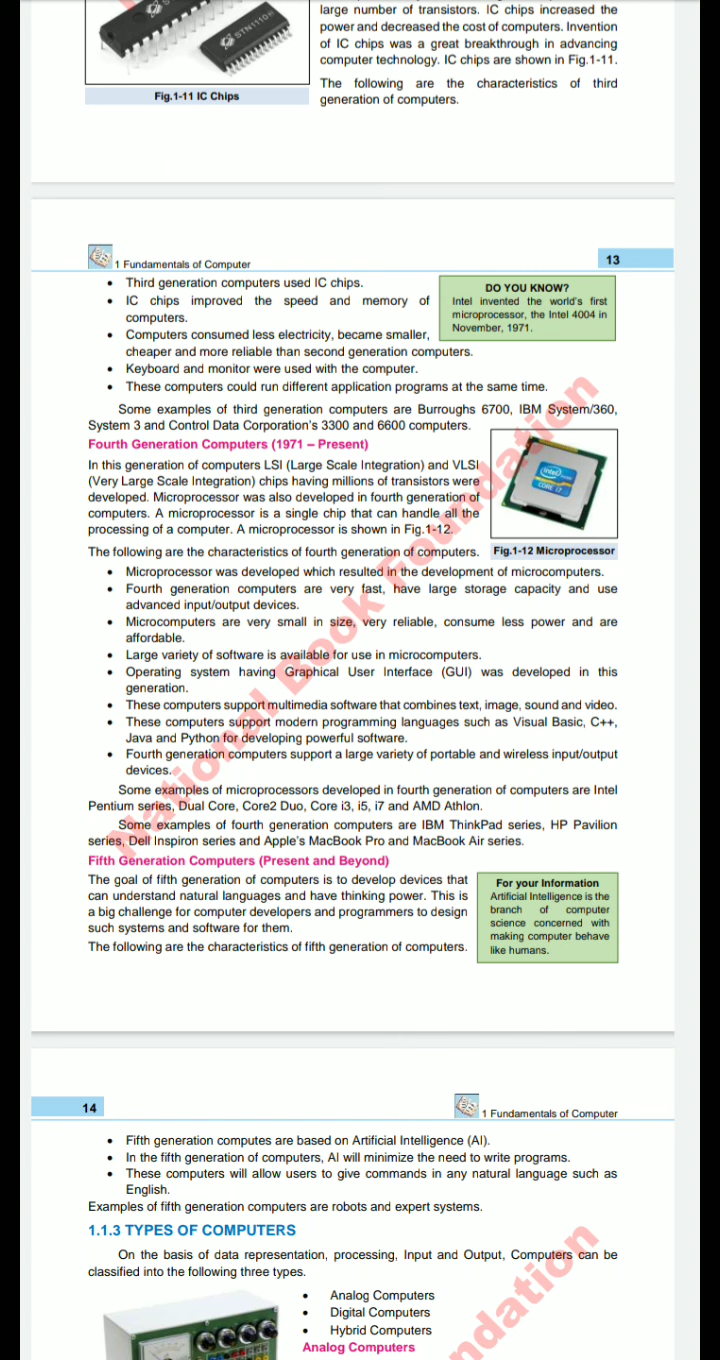 large number of transistors. IC chips increased the
power and decreased the cost of computers. Invention
of IC chips was a great breakthrough in advancing
computer technology. IC chips are shown in Fig.1-11.
STN1110
Fig.1-11 IC Chips
The following are the characteristics of third
generation of computers.
1 Fundamentals of Computer
13
• Third generation computers used IC chips.
• IC chips improved the speed and memory of
computers.
• Computers consumed less electricity, became smaller,
cheaper and more reliable than second generation computers.
• Keyboard and monitor were used with the computer.
• These computers could run different application programs at the same time.
DO YOU KNOW?
Intel invented the world's first
microprocessor, the Intel 4004 in
November, 1971.
Some examples of third generation computers are Burroughs 6700, IBM System/360,
System 3 and Control Data Corporation's 3300 and 6600 computers.
Fourth Generation Computers (1971 – Present)
In this generation of computers LSI (Large Scale Integration) and VLSI
(Very Large Scale Integration) chips having millions of transistors were
developed. Microprocessor was also developed in fourth generation of
computers. A microprocessor is a single chip that can handle all the
processing of a computer. A microprocessor is shown in Fig.1-12.
intel
CORE i7
Fig.1-12 Microprocessor
The following are the characteristics of fourth generation of computers.
• Microprocessor was developed which resulted in the development of microcomputers.
• Fourth generation computers are very fast, have large storage capacity and use
advanced input/output devices.
• Microcomputers are very small in size, very reliable, consume less power and are
affordable.
• Large variety of software is available for use in microcomputers.
• Operating system having Graphical User Interface (GUI) was developed in this
generation.
• These computers support multimedia software that combines text, image, sound and video.
• These computers support modern programming languages such as Visual Basic, C++,
Java and Python for developing powerful software.
• Fourth generation computers support a large variety of portable and wireless input/output
devices.
Some examples of microprocessors developed in fourth generation of computers are Intel
Pentium series, Dual Core, Core2 Duo, Core i3, i5, i7 and AMD Athlon.
Some examples of fourth generation computers are IBM ThinkPad series, HP Pavilion
series, Dell Inspiron series and Apple's MacBook Pro and MacBook Air series.
Fifth Generation Computers (Present and Beyond)
The goal of fifth generation of computers is to develop devices that
can understand natural languages and have thinking power. This is
a big challenge for computer developers and programmers to design
such systems and software for them.
The following are the characteristics of fifth generation of computers.
For your Information
Artificial Intelligence is the
branch of computer
science concerned with
making computer behave
like humans.
National Book Foundation
14
1 Fundamentals of Computer
• Fifth generation computes are based on Artificial Intelligence (AI).
• In the fifth generation of computers, AI will minimize the need to write programs.
• These computers will allow users to give commands in any natural language such as
English.
Examples of fifth generation computers are robots and expert systems.
1.1.3 TYPES OF COMPUTERS
On the basis of data representation, processing, Input and Output, Computers can be
classified into the following three types.
• Analog Computers
• Digital Computers
• Hybrid Computers
Analog Computers
ndation